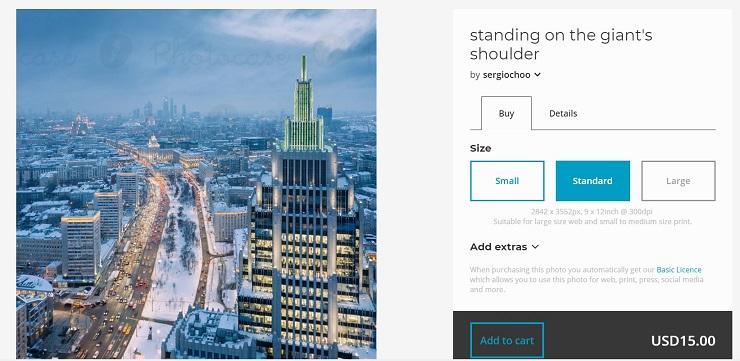 Photocase
standing on the giant's
shoulder
by sergiochoo
Buy
Details
Size
Small
Standard
Large
2842 x 3552px, 9 x 12inch @ 300dpi
Suitable for large size web and small to medium size print.
Add extras
When purchasing this photo you automatically get our Basic Licence
which allows you to use this photo for web, print, press, social media
and more.
Add to cart
USD15.00